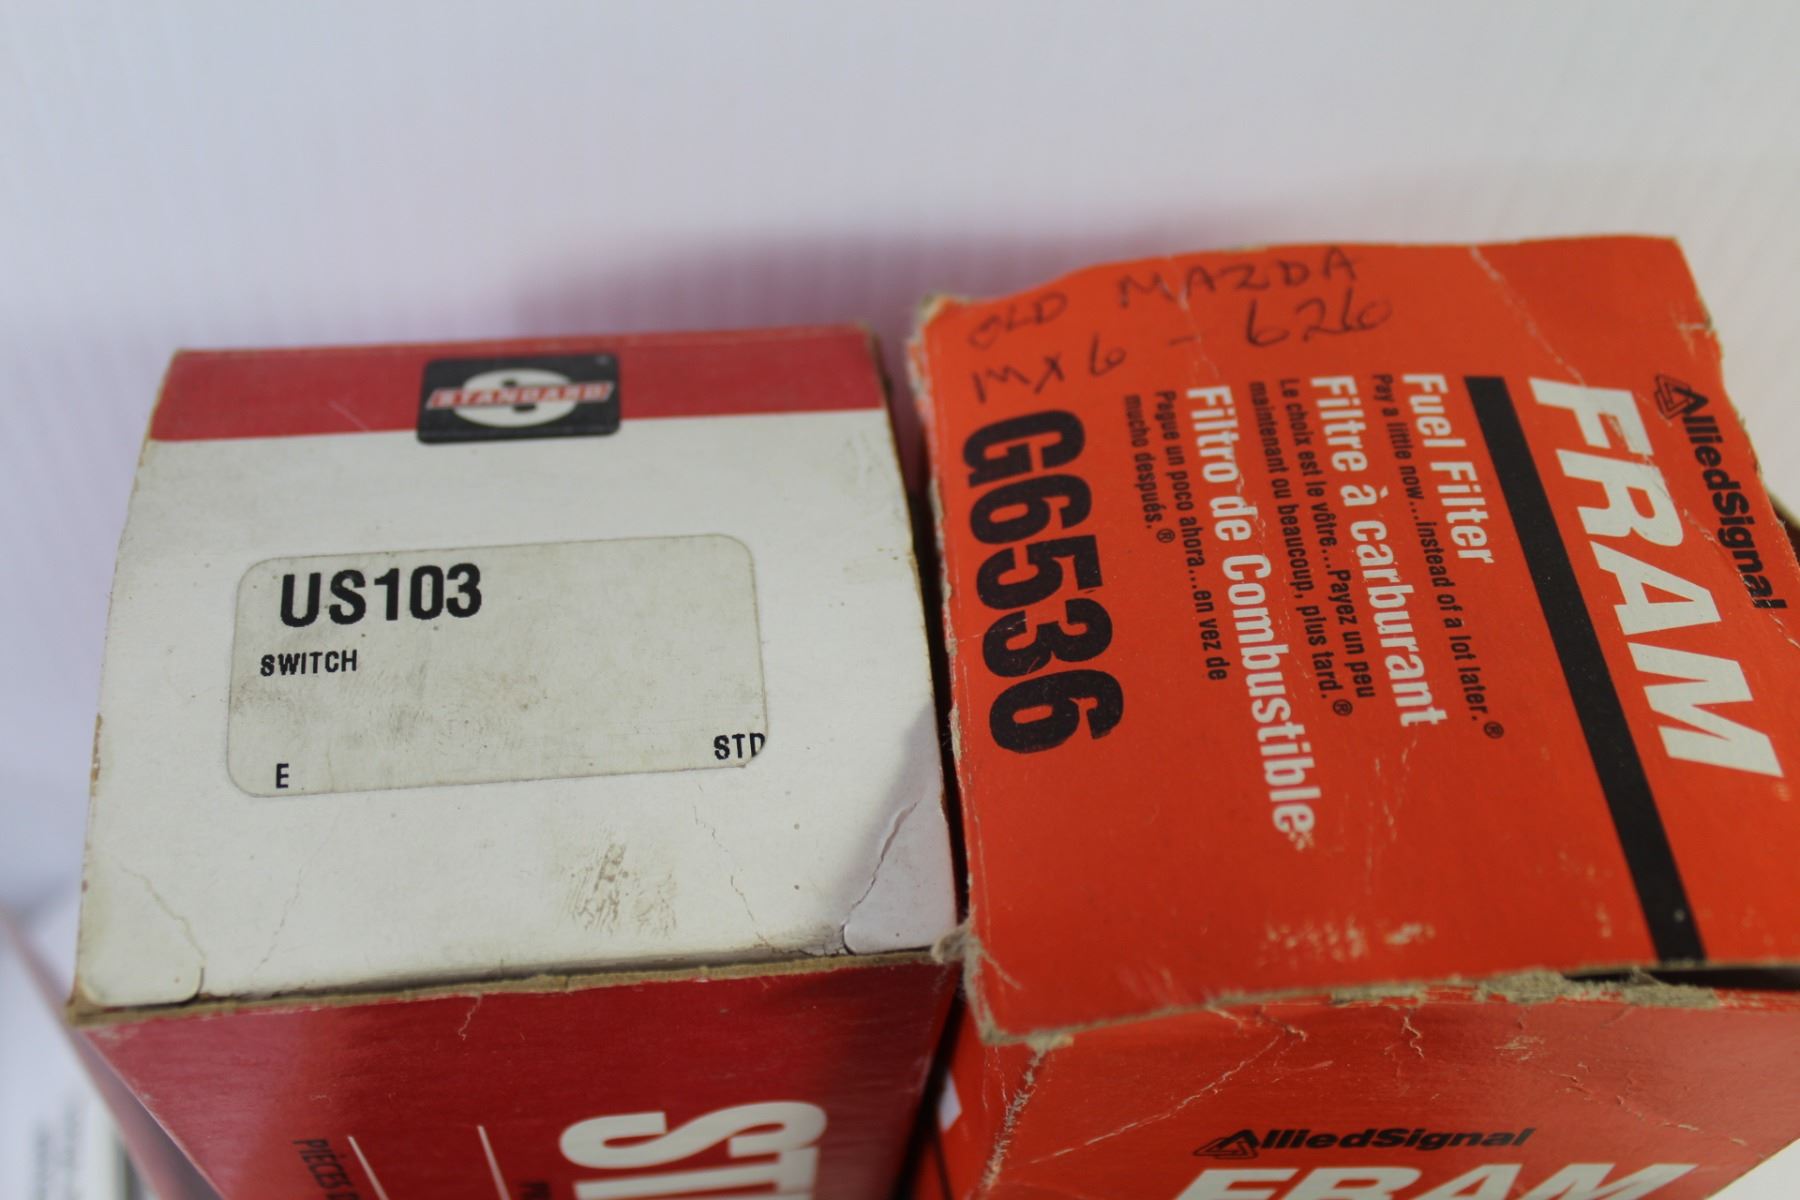 STANDARD
US103
SWITCH
E
STD
PIÈCES
ST
OLD MAZDA
MX6 - 626
AlliedSignal
FRAM
Fuel Filter
Pay a little now...instead of a lot later.®
Filtre à carburant
Le choix est le vôtre...Payez un peu
maintenant ou beaucoup, plus tard.®
Filtro de Combustible
Pague un poco ahora...en vez de
mucho después.®
G6536
AlliedSignal
FRAM